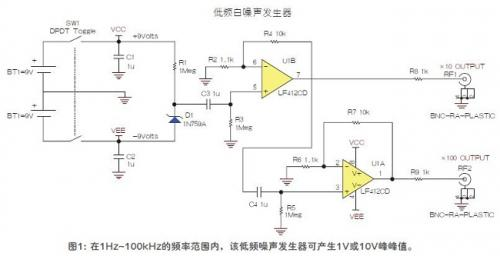 低频白噪声发生器
SW1
DPDT Toggle
VCC
+9Volts
BT1=9V
C1
1u
R1
1Meg
BT1=9V
VEE
-9Volts
C2
1u
D1
1N759A
C3 1u
R2 1.1k
R4 10k
6
5
7
U1B
LF412CD
R3
1Meg
R8 1k
×10 OUTPUT
RF1
BNC-RA-PLASTIC
R7 10k
VCC
R6 1.1k
2
3
1
V+
V-
U1A
LF412CD
VEE
C4 1u
R5
1Meg
R9 1k
×100 OUTPUT
RF2
BNC-RA-PLASTIC
图1: 在1Hz~100kHz的频率范围内，该低频噪声发生器可产生1V或10V峰峰值。